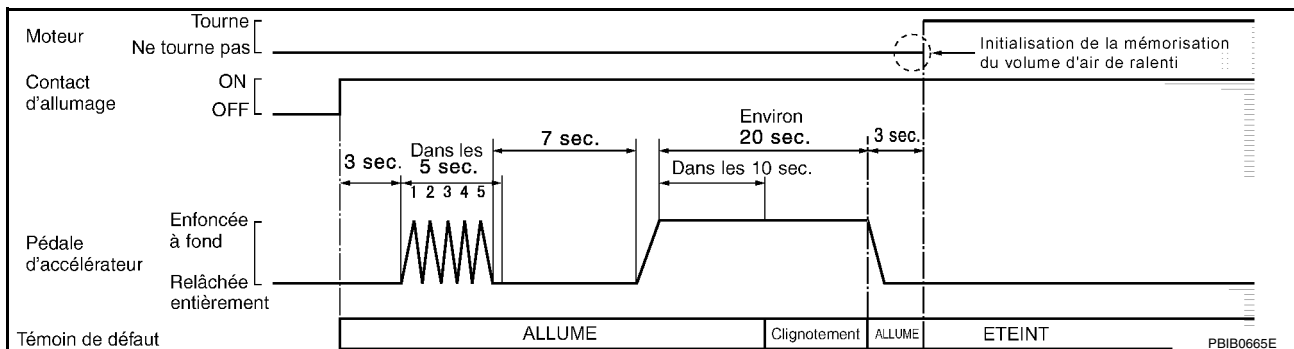 Moteur
Tourne
Ne tourne pas
Initialisation de la mémorisation
du volume d'air de ralenti
Contact
d'allumage
ON
OFF
3 sec.
Dans les
5 sec.
1 2 3 4 5
7 sec.
Environ
20 sec.
Dans les 10 sec.
3 sec.
Pédale
d'accélérateur
Enfoncée
à fond
Relâchée
entièrement
Témoin de défaut
ALLUME
Clignotement
ALLUME
ETEINT
PBIB0665E